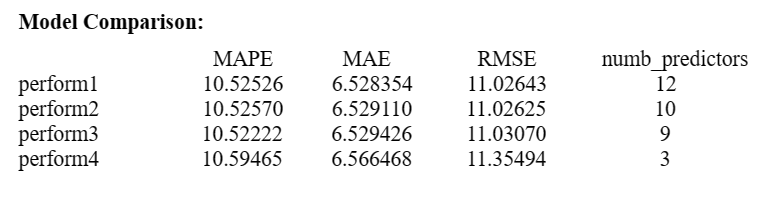 Model Comparison:
MAPE MAE RMSE numb_predictors
perform1 10.52526 6.528354 11.02643 12
perform2 10.52570 6.529110 11.02625 10
perform3 10.52222 6.529426 11.03070 9
perform4 10.59465 6.566468 11.35494 3